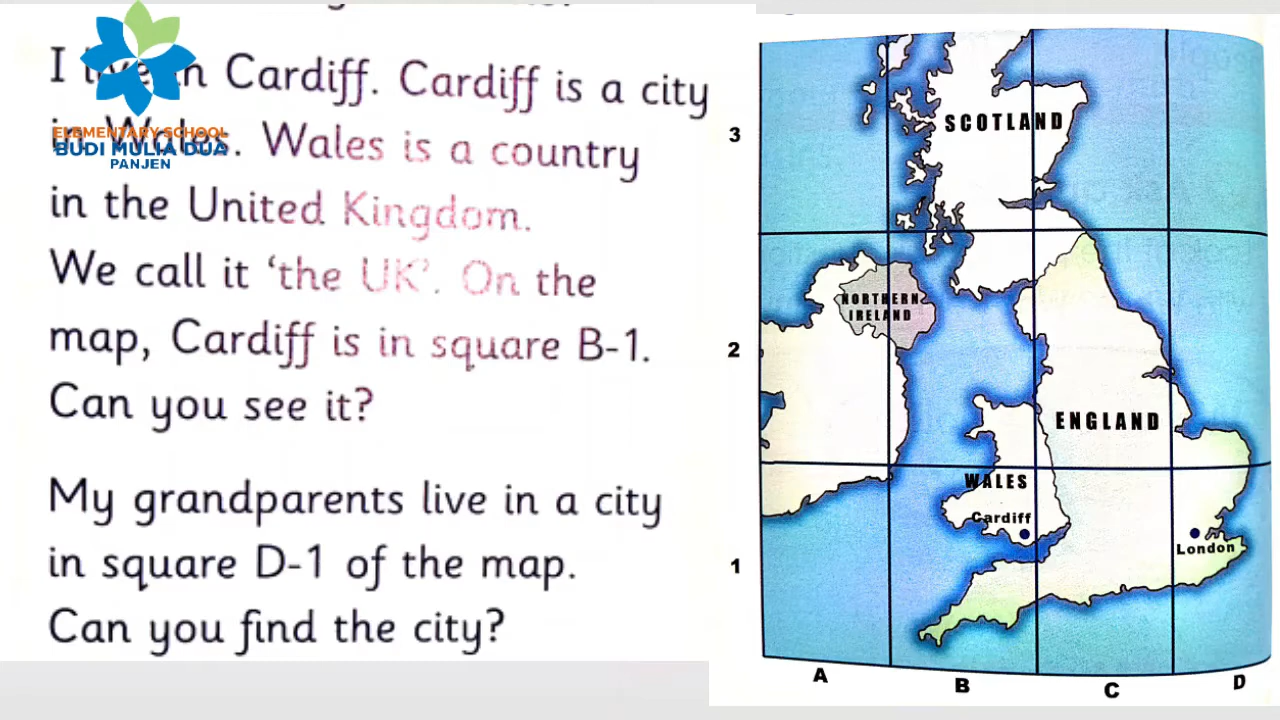 I live in Cardiff. Cardiff is a city
in Wales. Wales is a country
in the United Kingdom.
We call it ‘the UK’. On the
map, Cardiff is in square B-1.
Can you see it?
My grandparents live in a city
in square D-1 of the map.
Can you find the city?
ELEMENTARY SCHOOL
BUDI MULIA DUA
PANJEN
3
SCOTLAND
NORTHERN
IRELAND
2
ENGLAND
WALES
Cardiff
London
1
A
B
C
D